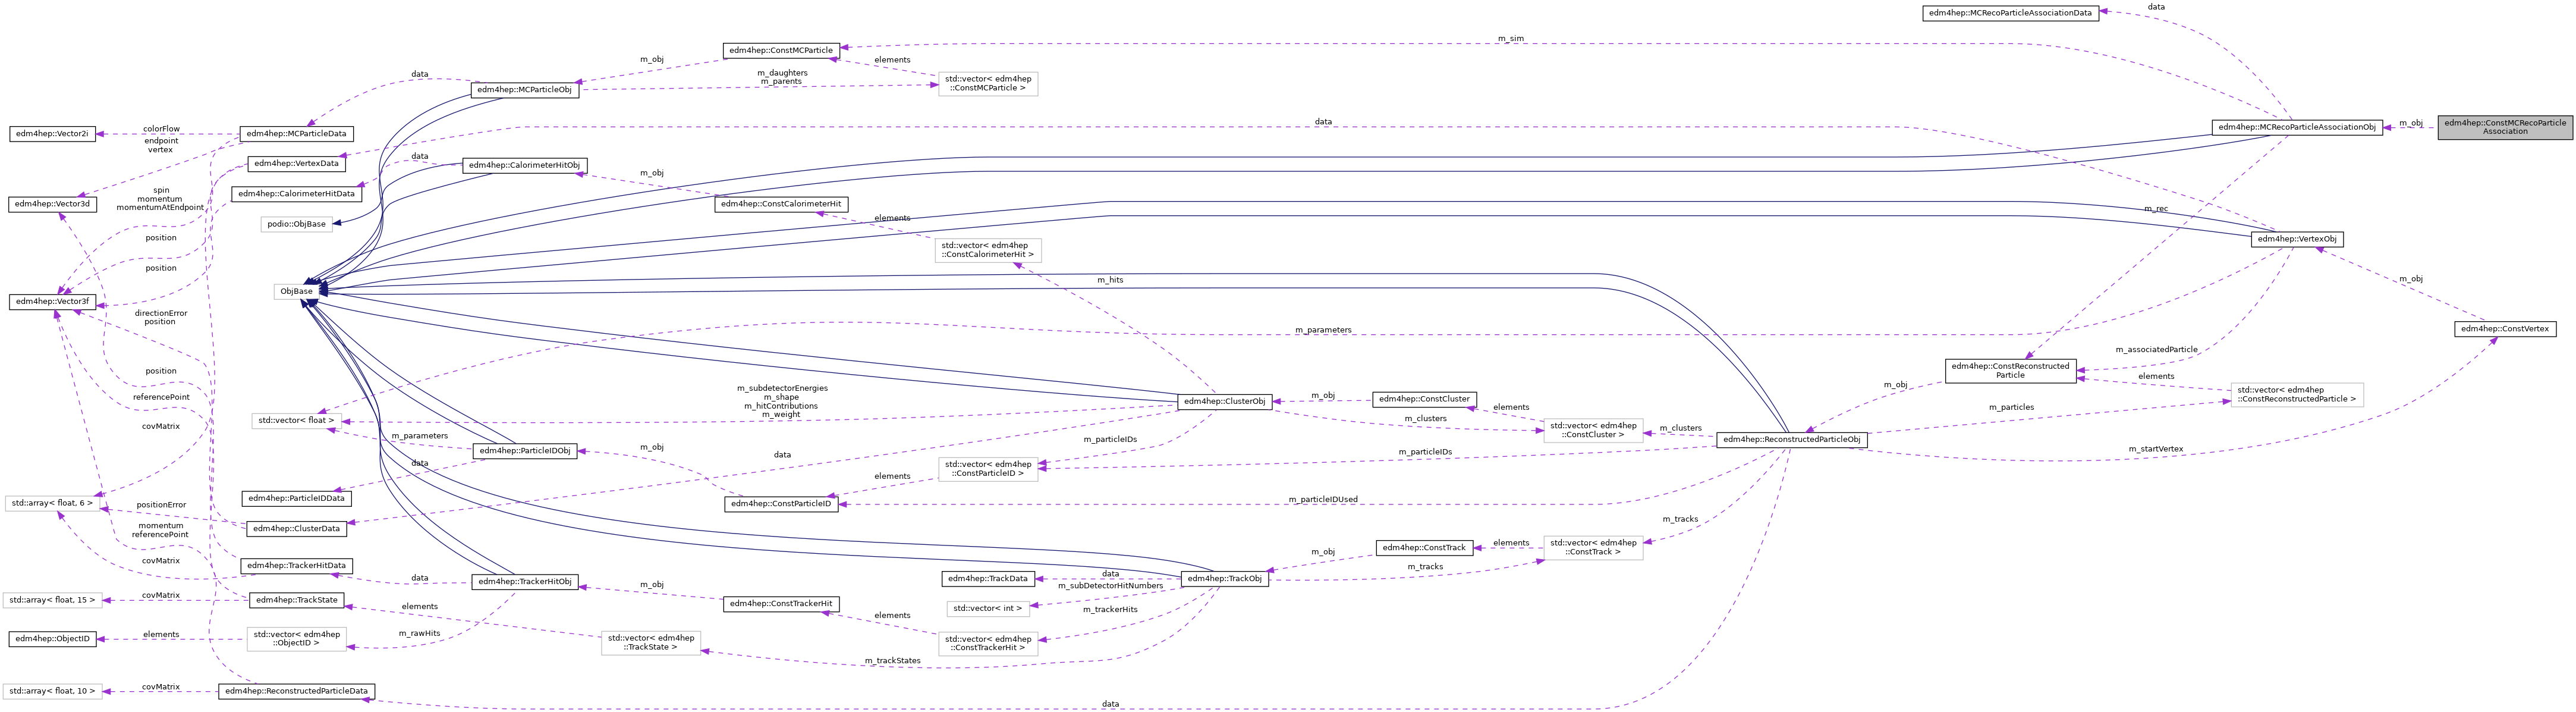 edm4hep::MCRecoParticleAssociationData
data
m_sim
edm4hep::ConstMCParticle
m_obj
elements
data
m_daughters
m_parents
std::vector< edm4hep
::ConstMCParticle >
edm4hep::MCParticleObj
edm4hep::Vector2i
colorFlow
edm4hep::MCParticleData
data
edm4hep::MCRecoParticleAssociationObj
m_obj
edm4hep::ConstMCRecoParticle
Association
endpoint
vertex
edm4hep::VertexData
data
edm4hep::CalorimeterHitObj
m_obj
spin
momentum
momentumAtEndpoint
edm4hep::CalorimeterHitData
edm4hep::Vector3d
edm4hep::ConstCalorimeterHit
m_rec
podio::ObjBase
elements
position
edm4hep::VertexObj
std::vector< edm4hep
::ConstCalorimeterHit >
position
m_hits
m_obj
ObjBase
edm4hep::Vector3f
directionError
position
m_parameters
edm4hep::ConstVertex
m_associatedParticle
edm4hep::ConstReconstructed
Particle
position
elements
m_obj
std::vector< edm4hep
::ConstReconstructedParticle >
m_subdetectorEnergies
m_shape
m_hitContributions
m_weight
referencePoint
m_obj
edm4hep::ConstCluster
edm4hep::ClusterObj
elements
m_particles
std::vector< float >
m_clusters
std::vector< edm4hep
::ConstCluster >
m_clusters
covMatrix
m_parameters
m_particleIDs
edm4hep::ReconstructedParticleObj
edm4hep::ParticleIDObj
m_obj
data
m_particleIDs
m_startVertex
data
std::vector< edm4hep
::ConstParticleID >
elements
edm4hep::ParticleIDData
m_particleIDUsed
std::array< float, 6 >
positionError
edm4hep::ConstParticleID
m_tracks
edm4hep::ClusterData
momentum
referencePoint
elements
std::vector< edm4hep
::ConstTrack >
edm4hep::ConstTrack
m_obj
covMatrix
edm4hep::TrackerHitData
m_tracks
data
data
edm4hep::TrackData
edm4hep::TrackObj
edm4hep::TrackerHitObj
m_obj
m_subDetectorHitNumbers
std::array< float, 15 >
covMatrix
edm4hep::TrackState
elements
edm4hep::ConstTrackerHit
std::vector< int >
m_trackerHits
elements
edm4hep::ObjectID
elements
std::vector< edm4hep
::ObjectID >
m_rawHits
std::vector< edm4hep
::TrackState >
std::vector< edm4hep
::ConstTrackerHit >
m_trackStates
std::array< float, 10 >
covMatrix
edm4hep::ReconstructedParticleData
data